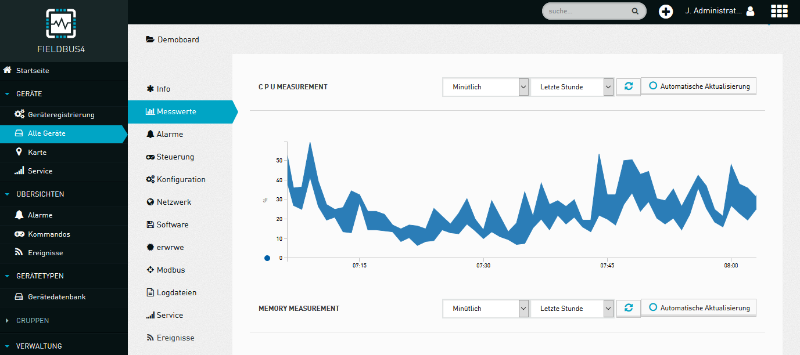 FIELDBUS4
suche...
J. Administrat...
Startseite
GERÄTE
Geräteregistrierung
Alle Geräte
Karte
Service
ÜBERSICHTEN
Alarme
Kommandos
Ereignisse
GERÄTETYPEN
Gerätedatenbank
GRUPPEN
VERWALTUNG
Demoboard
Info
Messwerte
Alarme
Steuerung
Konfiguration
Netzwerk
Software
erwrwe
Modbus
Logdateien
Service
Ereignisse
CPU MEASUREMENT
Minütlich
Letzte Stunde
Automatische Aktualisierung
%
50
40
30
20
10
0
07:15
07:30
07:45
08:00
MEMORY MEASUREMENT
Minütlich
Letzte Stunde
Automatische Aktualisierung